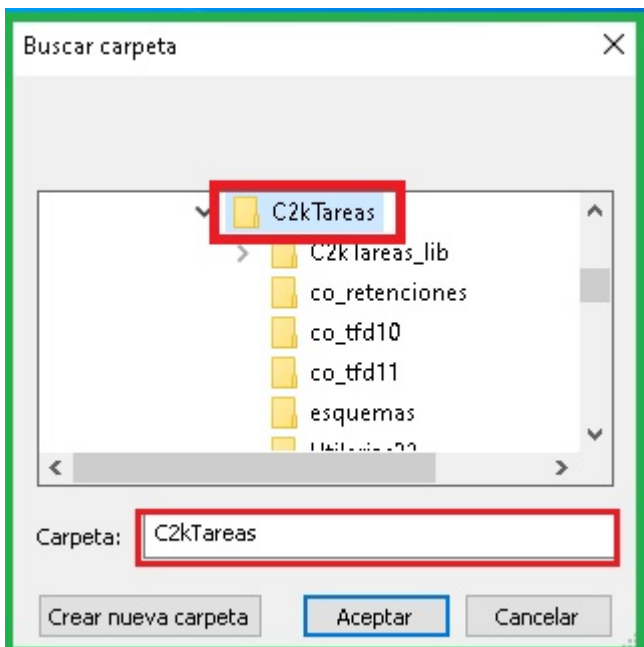 Buscar carpeta
C2kTareas
C2kTareas_lib
co_retenciones
co_tfd10
co_tfd11
esquemas
Carpeta: C2kTareas
Crear nueva carpeta Aceptar Cancelar